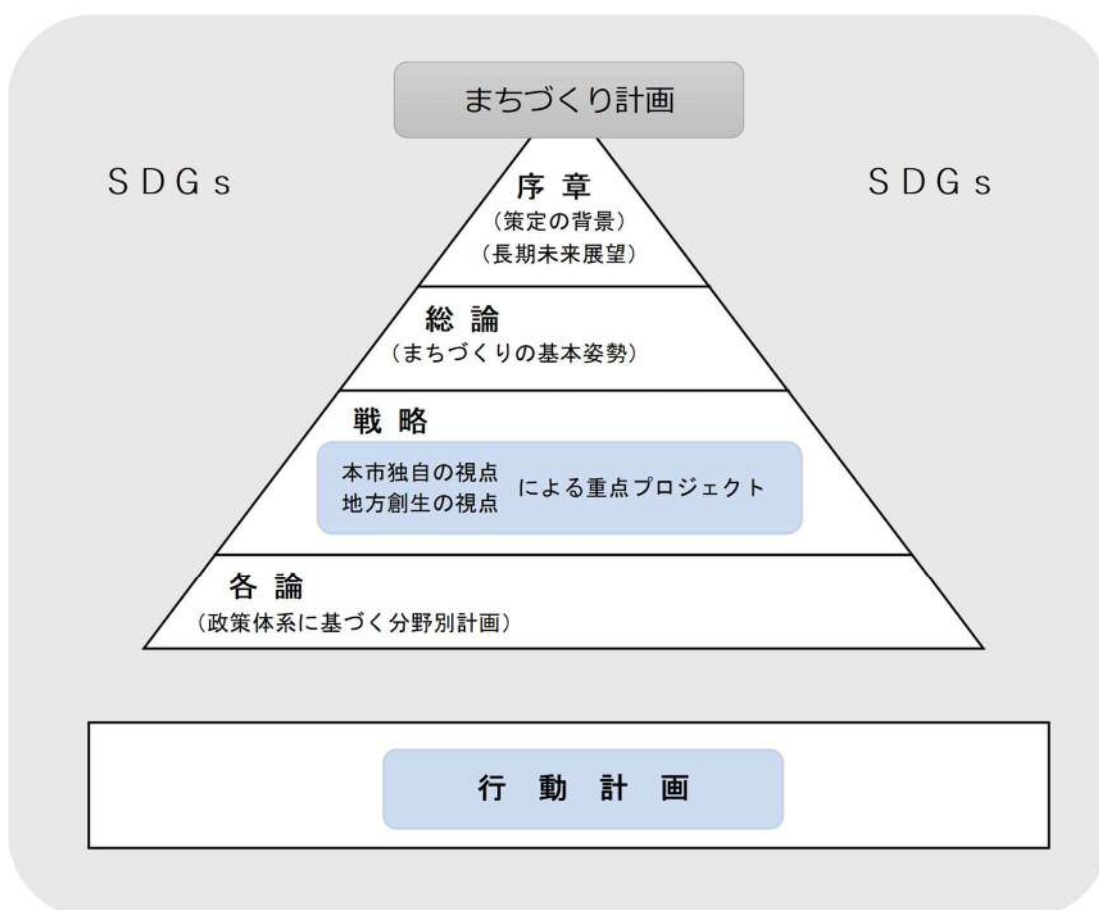 まちづくり計画
ＳＤＧｓ
ＳＤＧｓ
序 章
（策定の背景）
（長期未来展望）
総 論
（まちづくりの基本姿勢）
戦 略
本市独自の視点
地方創生の視点
による重点プロジェクト
各 論
（政策体系に基づく分野別計画）
行 動 計 画